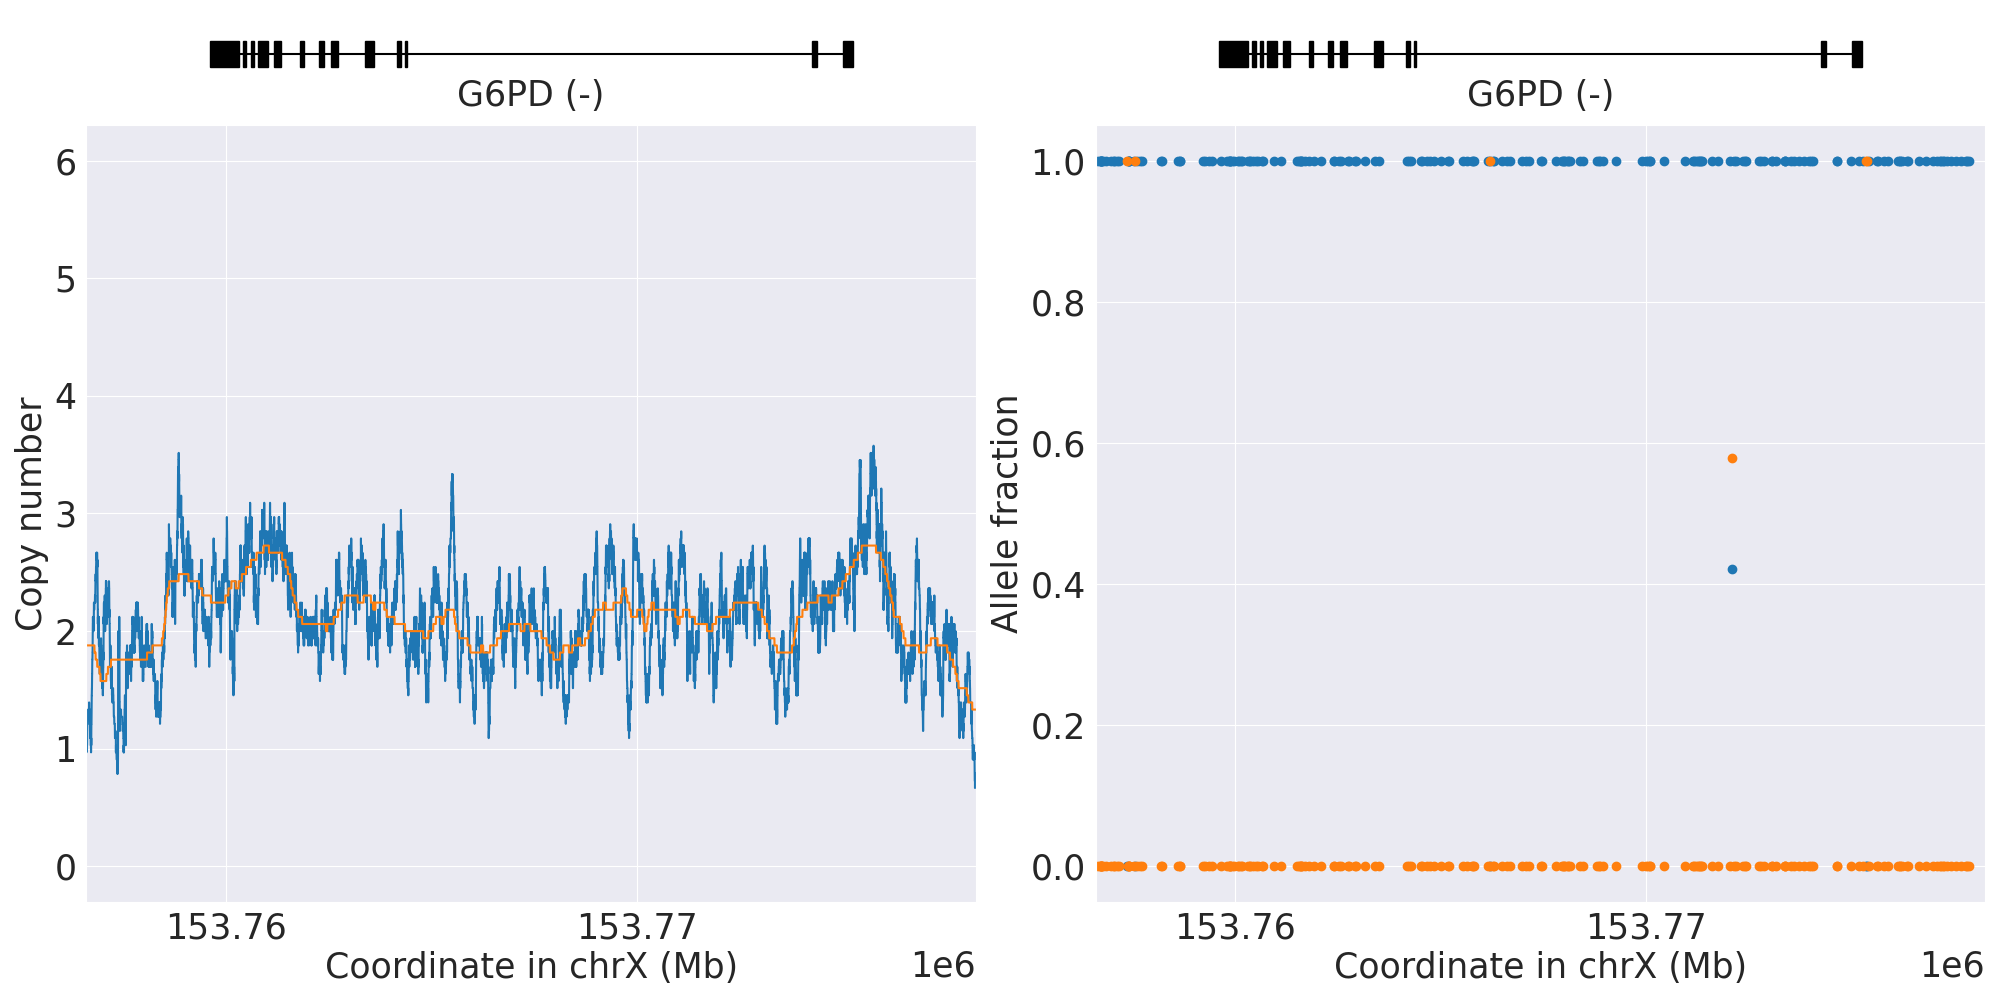 G6PD (-)
6
5
4
3
2
1
0
Copy number
153.76
153.77
Coordinate in chrX (Mb)
1e6
G6PD (-)
1.0
0.8
0.6
0.4
0.2
0.0
Allele fraction
153.76
153.77
Coordinate in chrX (Mb)
1e6